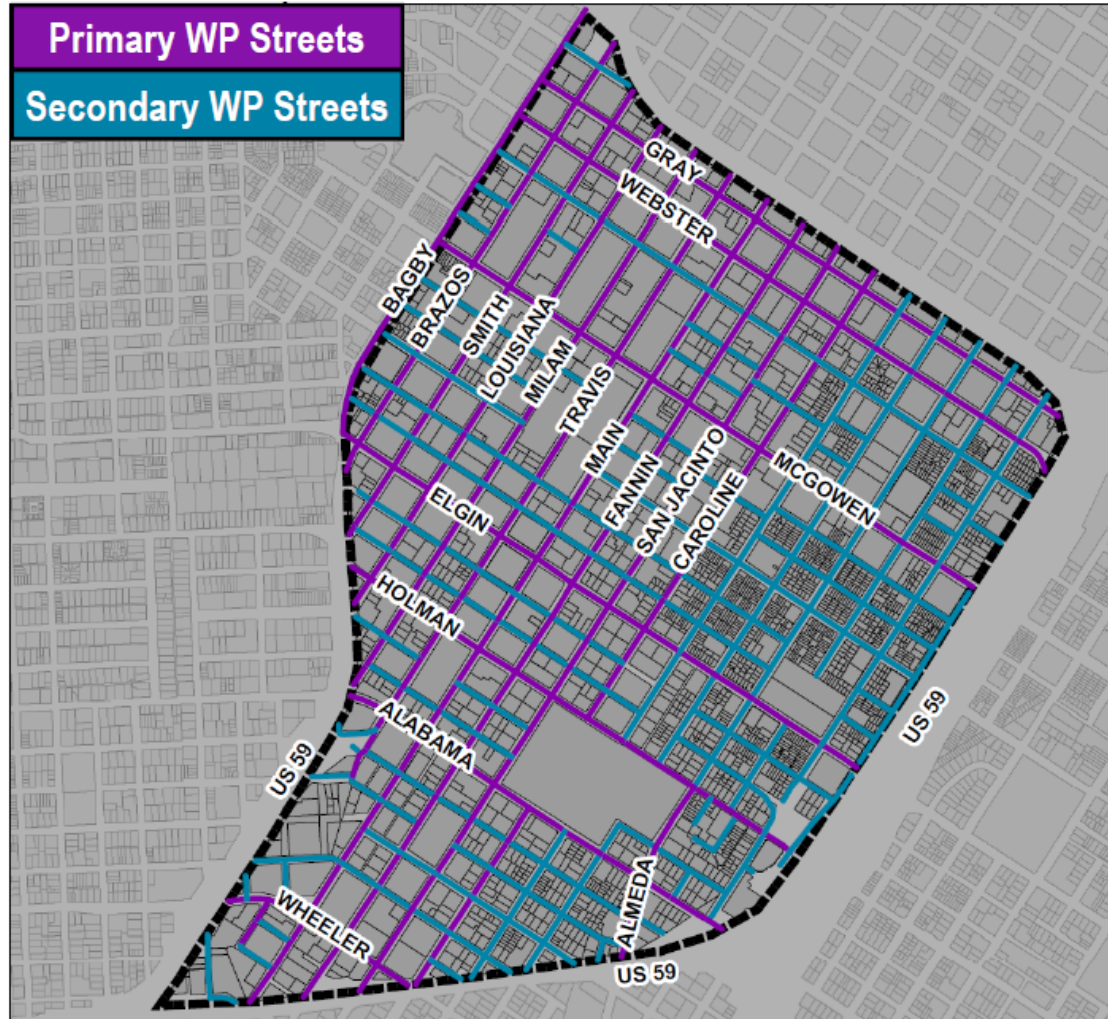 Primary WP Streets
Secondary WP Streets
GRAY
WEBSTER
BAGBY
BRAZOS
SMITH
LOUISIANA
MILAM
TRAVIS
MAIN
FANNIN
SAN JACINTO
CAROLINE
MCGOWEN
ELGIN
HOLMAN
ALABAMA
US 59
US 59
WHEELER
ALMEDA
US 59